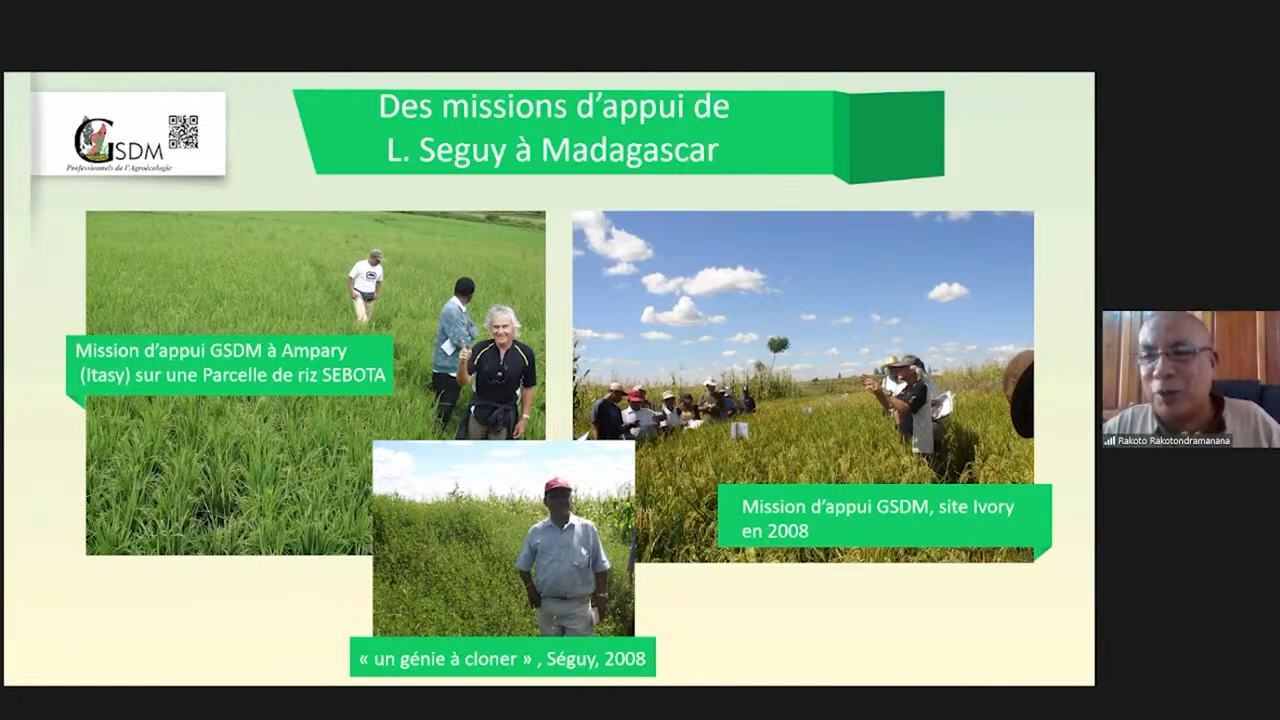 GSDM
Professionnels de l'Agroécologie
Des missions d'appui de
L. Seguy à Madagascar
Mission d'appui GSDM à Ampary
(Itasy) sur une Parcelle de riz SEBOTA
Mission d'appui GSDM, site Ivory
en 2008
« un génie à cloner » , Séguy, 2008
Rakoto Rakotondramanana